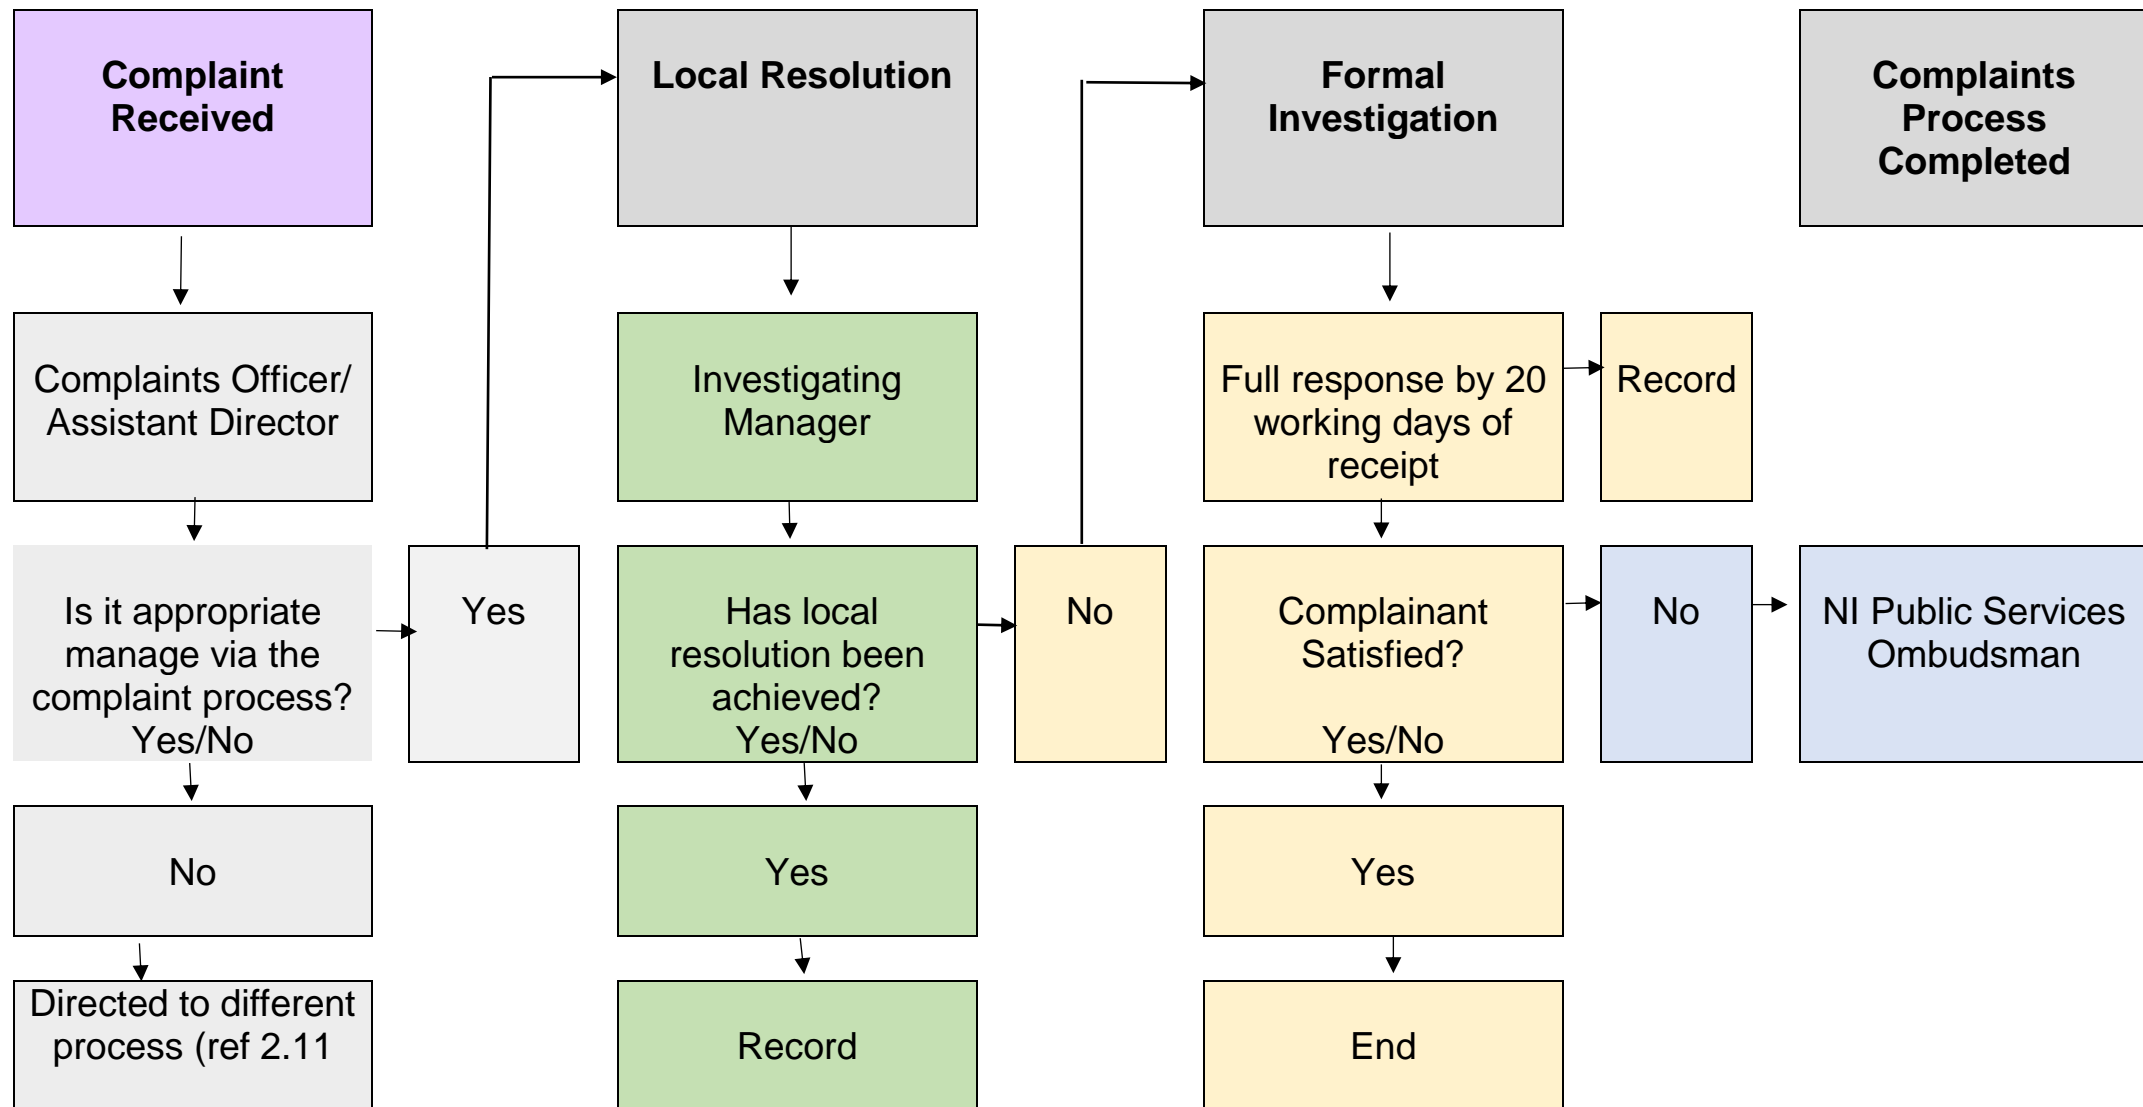 Complaint
Received
Local Resolution
Formal
Investigation
Complaints
Process
Completed
Complaints Officer/
Assistant Director
Investigating
Manager
Full response by 20
working days of
receipt
Record
Is it appropriate
manage via the
complaint process?
Yes/No
Yes
Has local
resolution been
achieved?
Yes/No
No
Complainant
Satisfied?
Yes/No
No
NI Public Services
Ombudsman
No
Yes
Yes
Directed to different
process (ref 2.11
Record
End